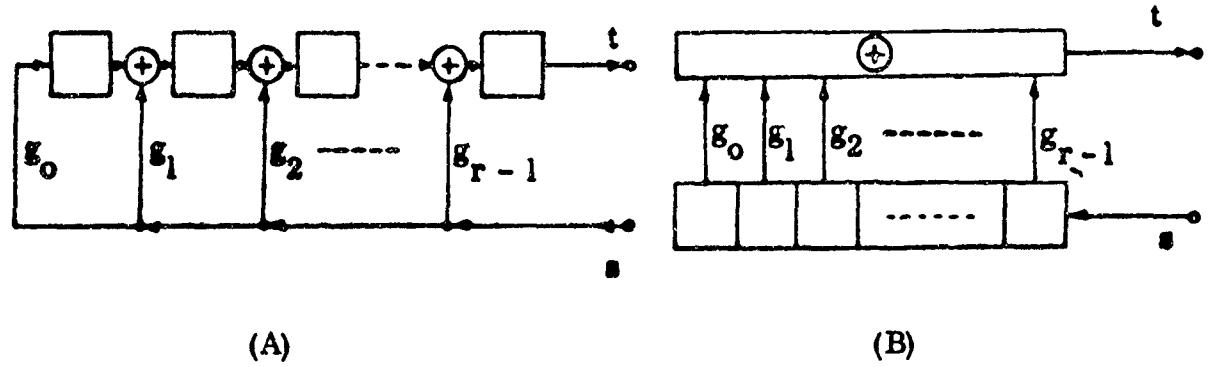 t
g₀ g₁ g₂ ----- gᵣ₋₁
s
(A)
t
g₀ g₁ g₂ ------ gᵣ₋₁
s
(B)